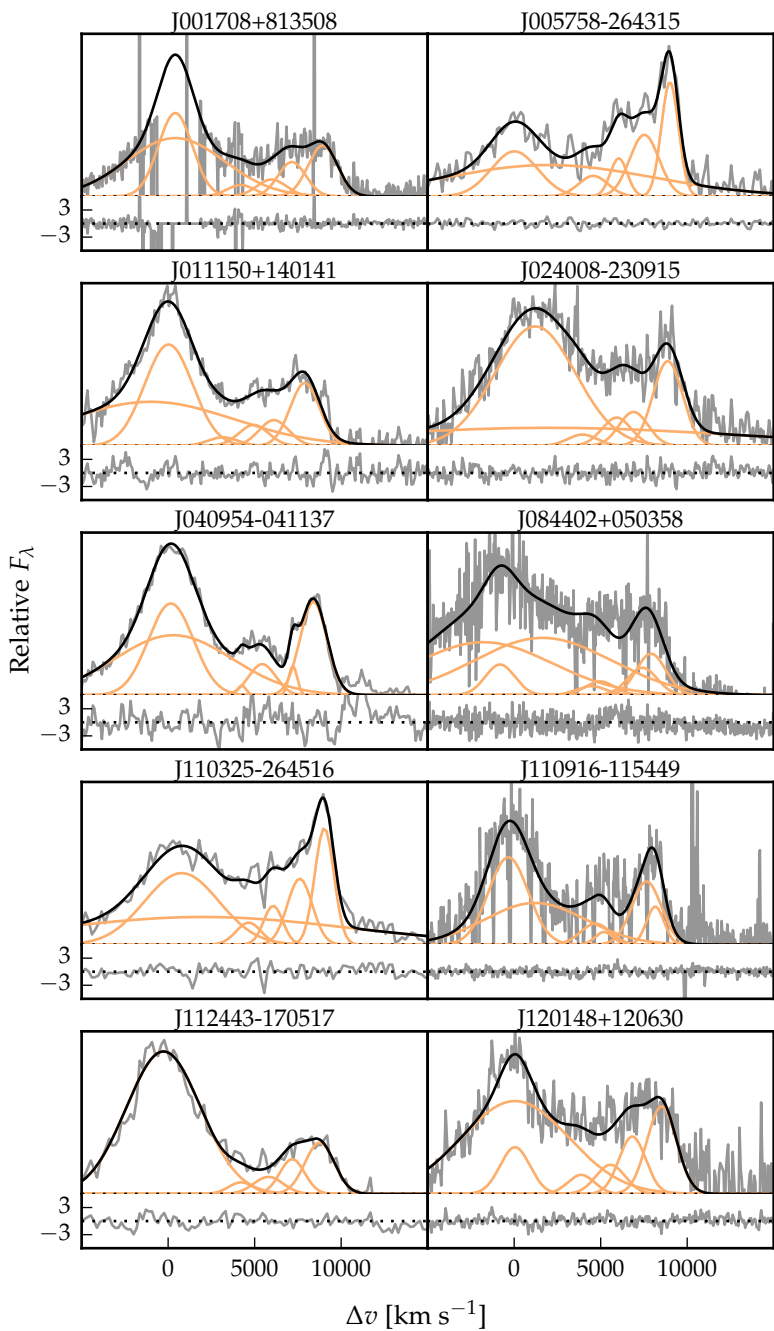 J001708+813508 J005758-264315
3
−3
J011150+140141 J024008-230915
3
−3
J040954-041137 J084402+050358
3
−3
J110325-264516 J110916-115449
3
−3
J112443-170517 J120148+120630
3
−3
0 5000 10000 0 5000 10000
Δv [km s⁻¹]
Relative F_λ